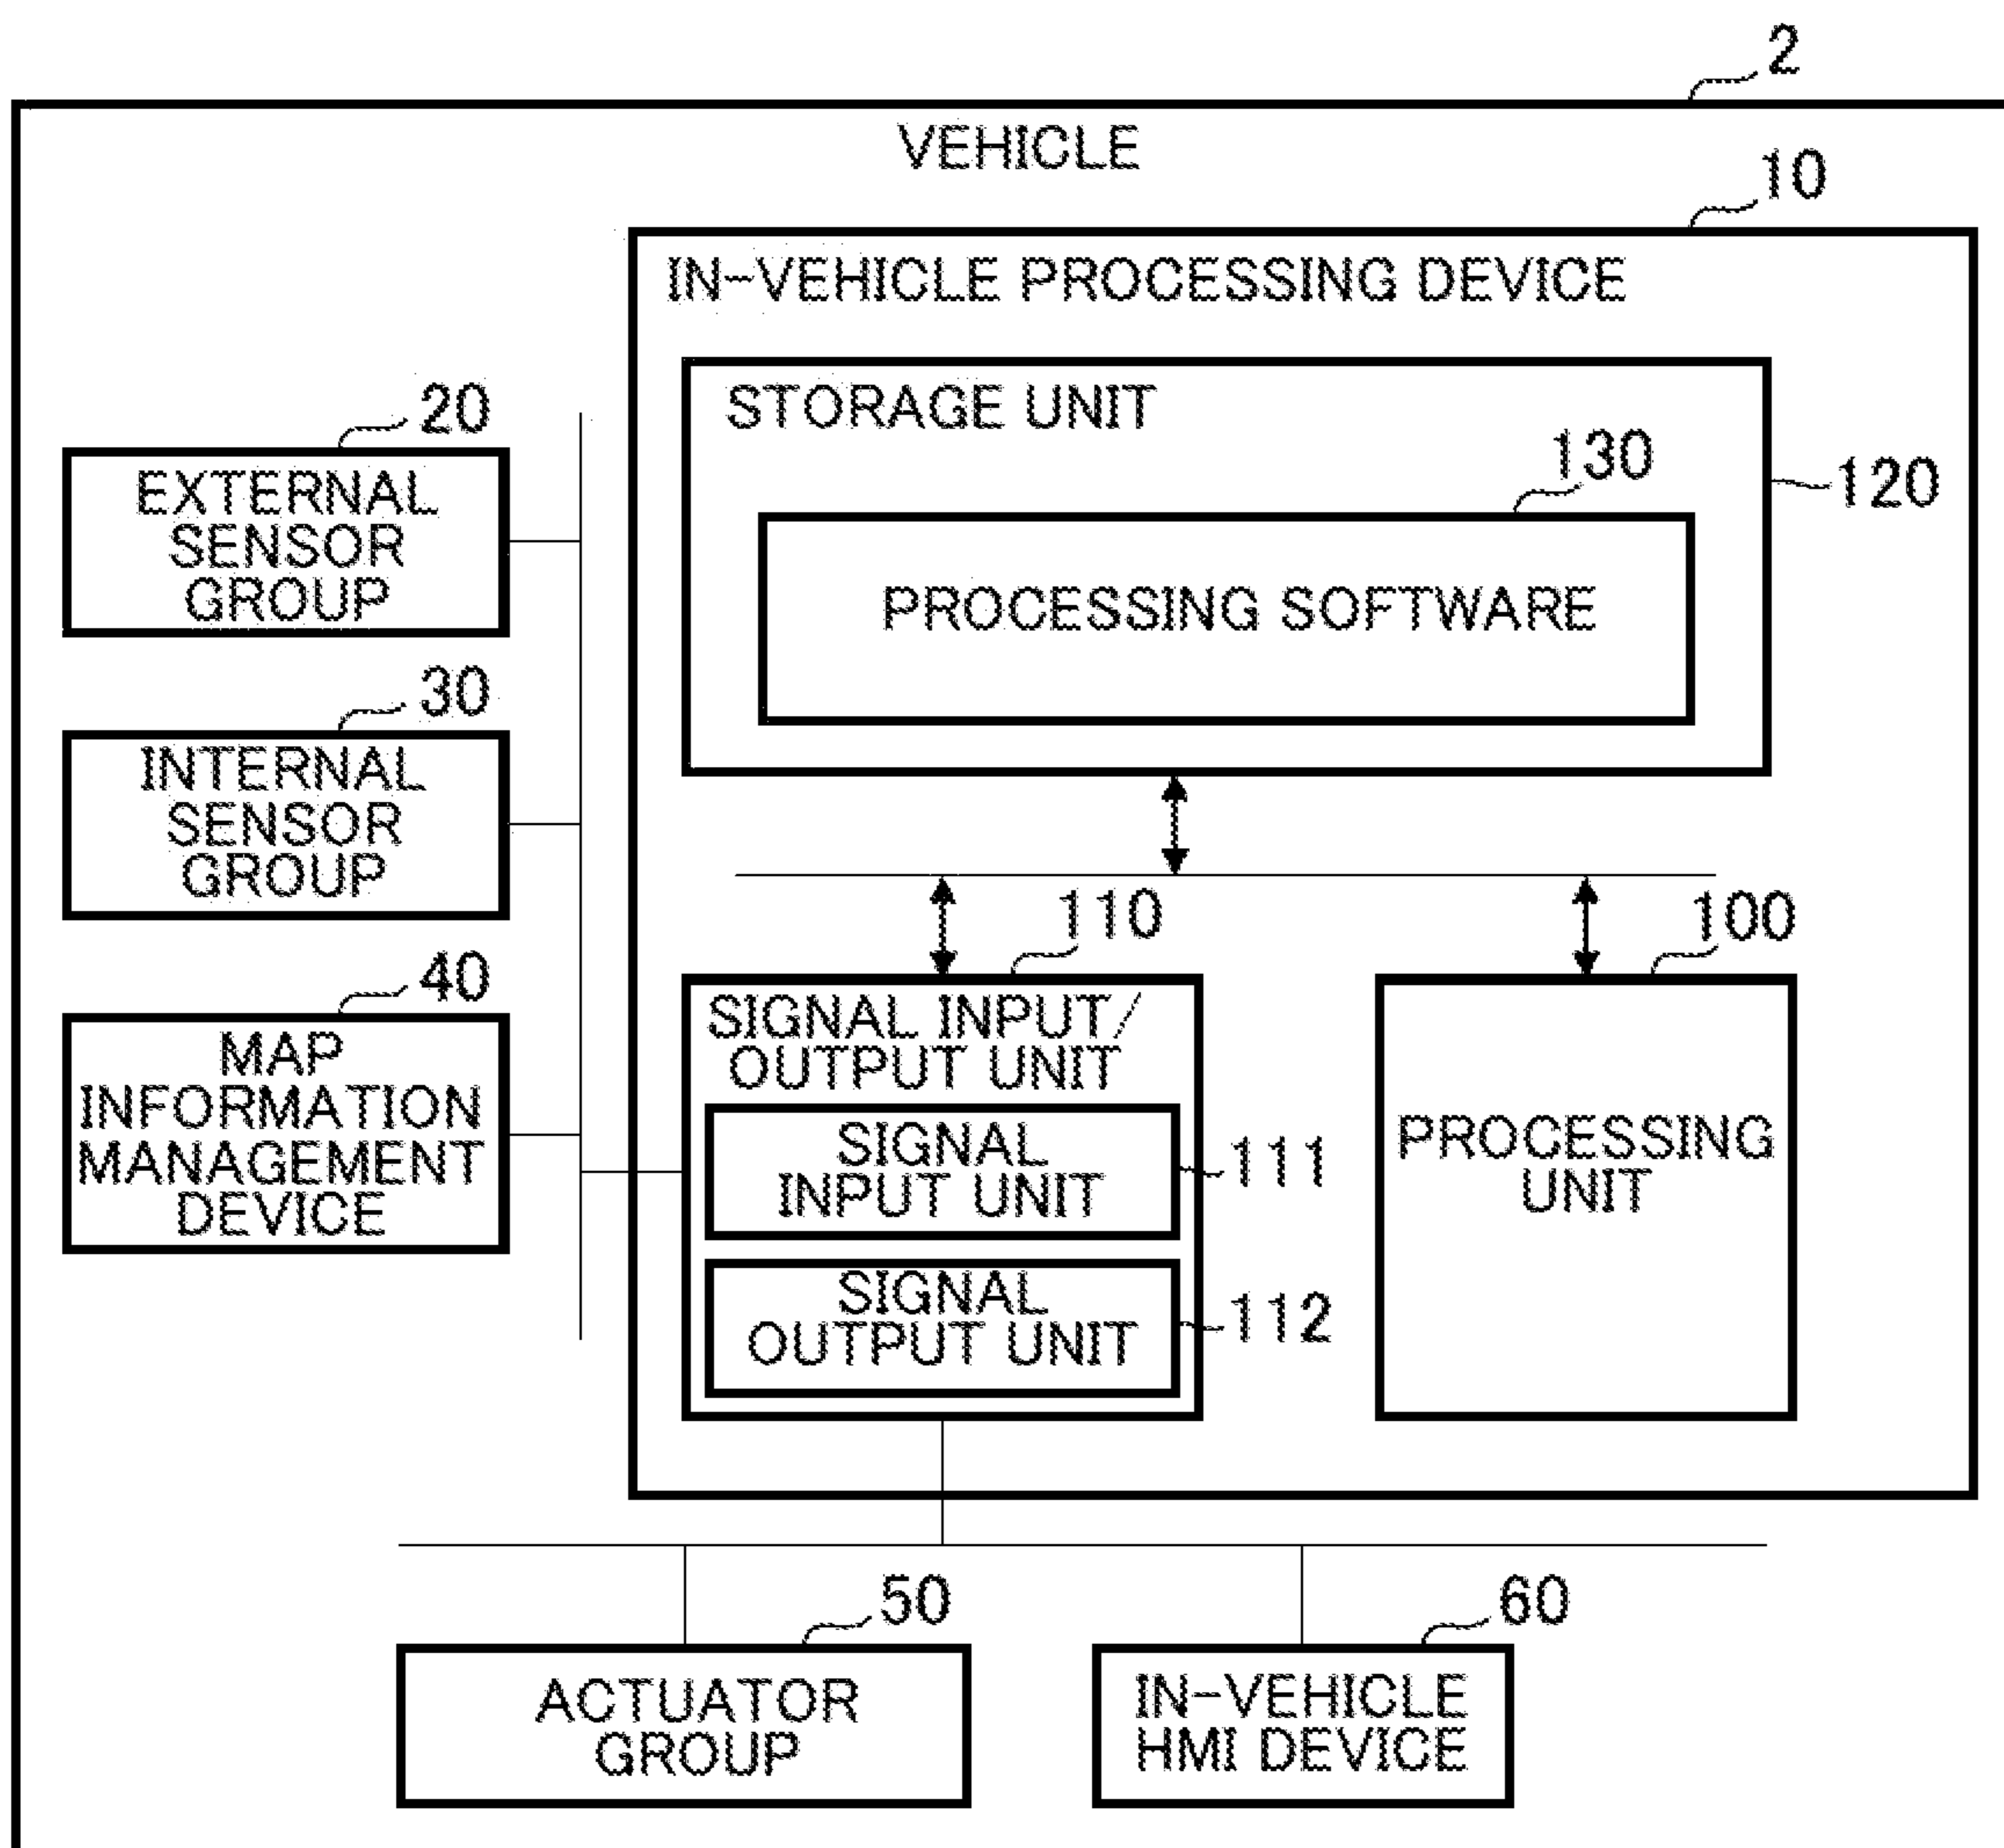 2
VEHICLE
10
IN-VEHICLE PROCESSING DEVICE
STORAGE UNIT
130
120
PROCESSING SOFTWARE
20
EXTERNAL
SENSOR
GROUP
30
INTERNAL
SENSOR
GROUP
40
MAP
INFORMATION
MANAGEMENT
DEVICE
110
SIGNAL INPUT/
OUTPUT UNIT
SIGNAL
INPUT UNIT
111
SIGNAL
OUTPUT UNIT
112
100
PROCESSING
UNIT
50
ACTUATOR
GROUP
60
IN-VEHICLE
HMI DEVICE